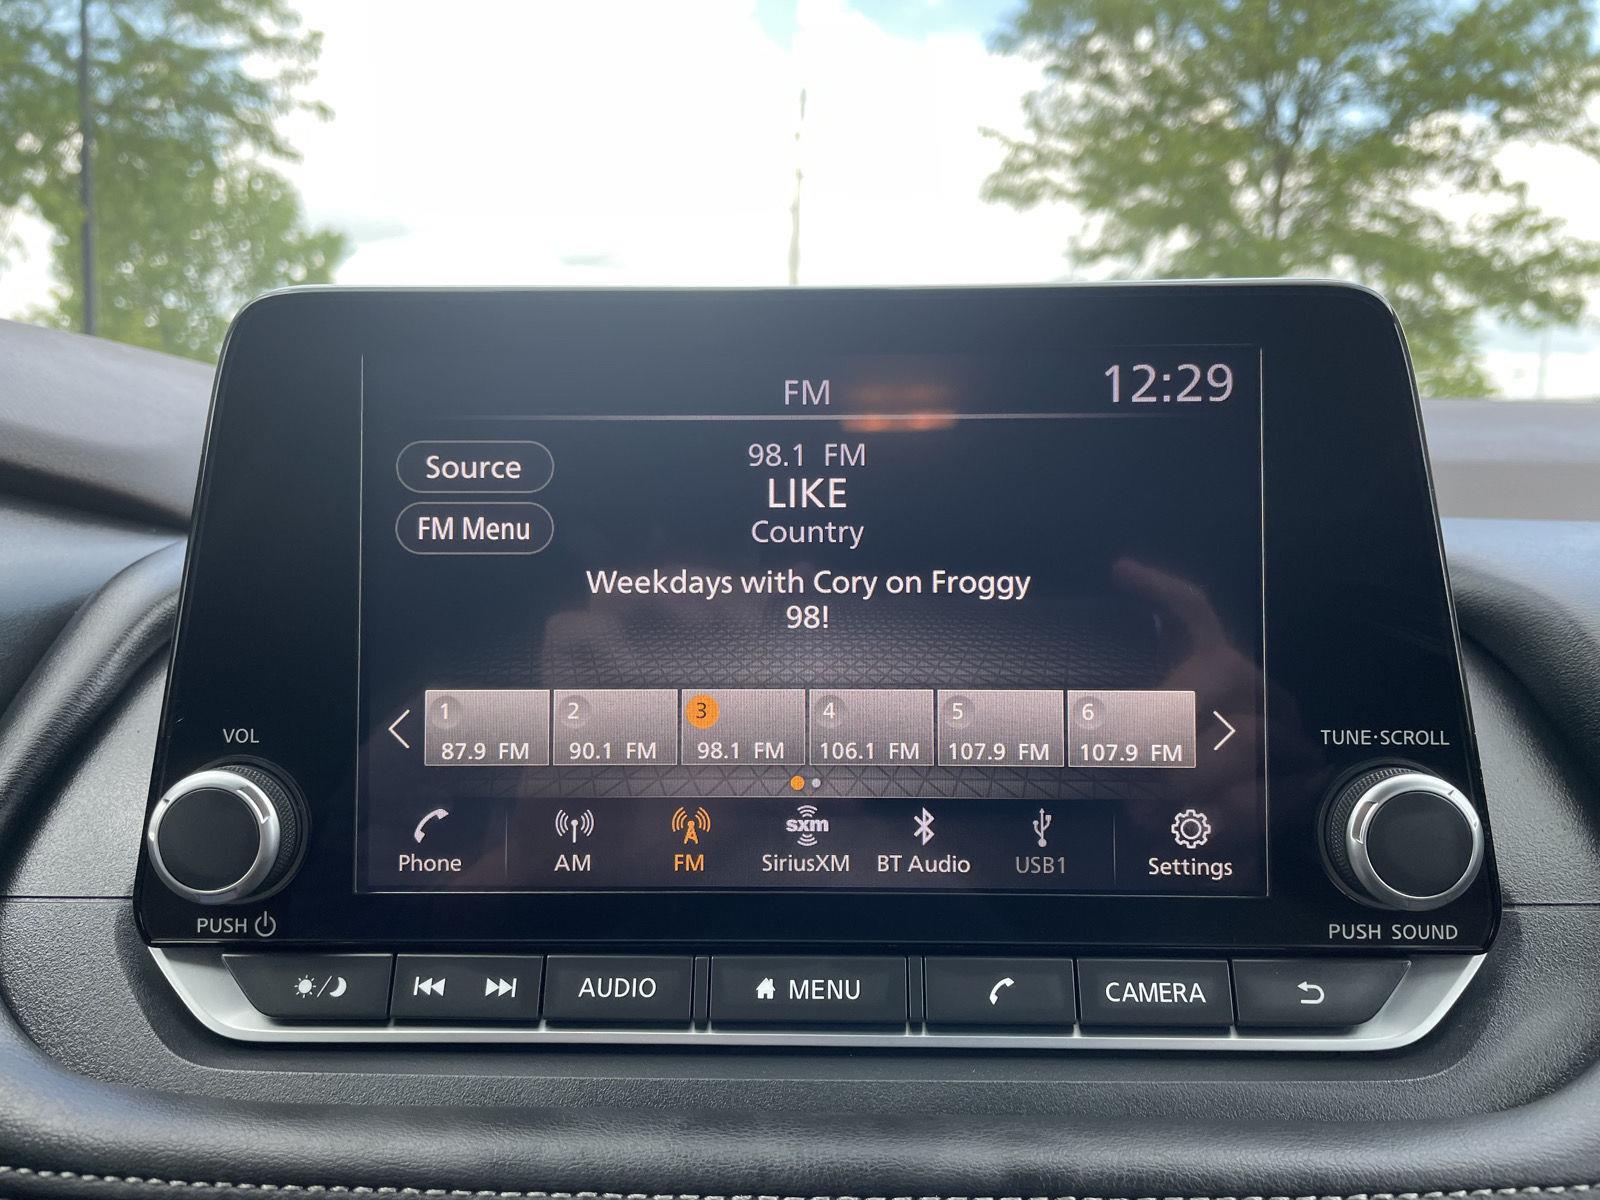 FM
12:29
Source
98.1 FM
LIKE
FM Menu
Country
Weekdays with Cory on Froggy
98!
1
87.9 FM
2
90.1 FM
3
98.1 FM
4
106.1 FM
5
107.9 FM
6
107.9 FM
VOL
TUNE·SCROLL
Phone
AM
FM
sxm
SiriusXM
BT Audio
USB1
Settings
PUSH
PUSH SOUND
AUDIO
MENU
CAMERA